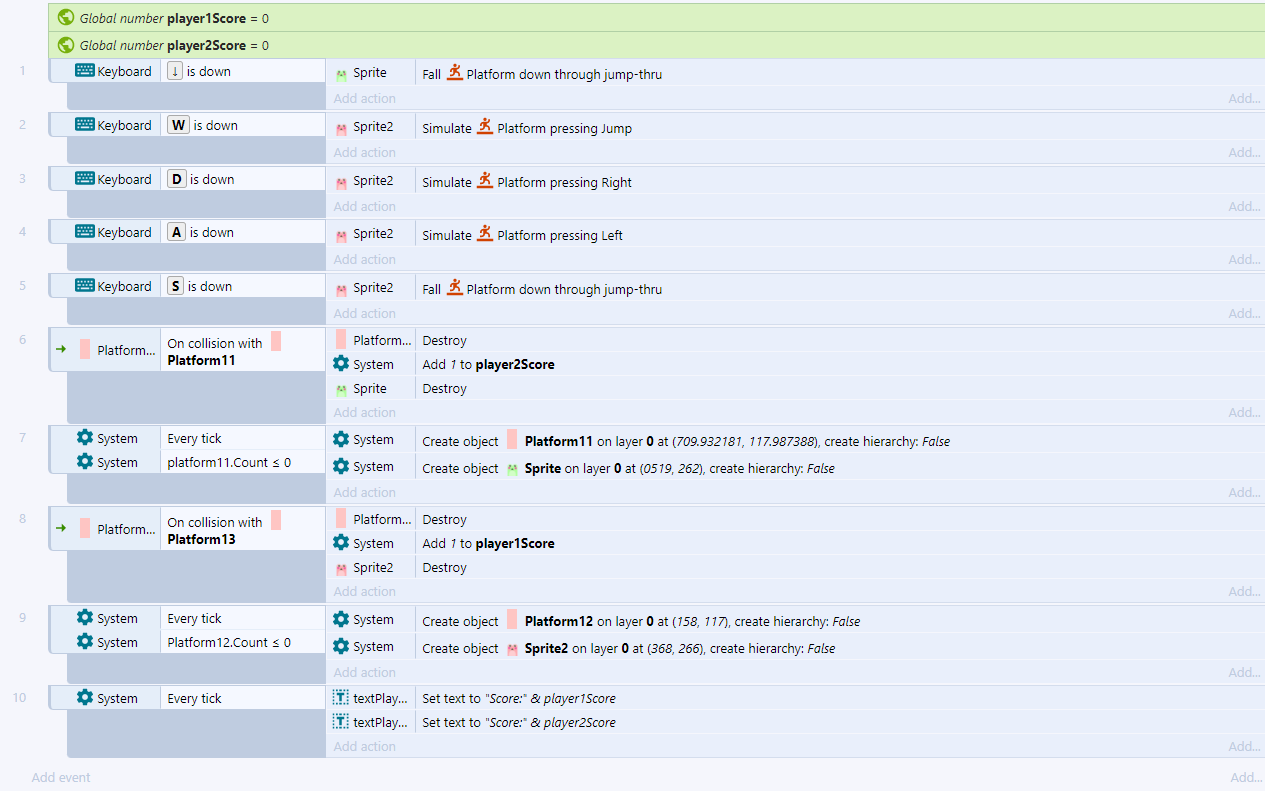 Global number player1Score = 0
Global number player2Score = 0
1 Keyboard ↓ is down Sprite Fall Platform down through jump-thru
Add action Add...
2 Keyboard W is down Sprite2 Simulate Platform pressing Jump
Add action Add...
3 Keyboard D is down Sprite2 Simulate Platform pressing Right
Add action Add...
4 Keyboard A is down Sprite2 Simulate Platform pressing Left
Add action Add...
5 Keyboard S is down Sprite2 Fall Platform down through jump-thru
Add action Add...
6 Platform... On collision with Platform... Destroy
Platform11 System Add 1 to player2Score
Sprite Destroy
Add action Add...
7 System Every tick System Create object Platform11 on layer 0 at (709.932181, 117.987388), create hierarchy: False
System platform11.Count ≤ 0 System Create object Sprite on layer 0 at (0519, 262), create hierarchy: False
Add action Add...
8 Platform... On collision with Platform... Destroy
Platform13 System Add 1 to player1Score
Sprite2 Destroy
Add action Add...
9 System Every tick System Create object Platform12 on layer 0 at (158, 117), create hierarchy: False
System Platform12.Count ≤ 0 System Create object Sprite2 on layer 0 at (368, 266), create hierarchy: False
Add action Add...
10 System Every tick textPlay... Set text to "Score:" & player1Score
textPlay... Set text to "Score:" & player2Score
Add action Add...
Add event Add...